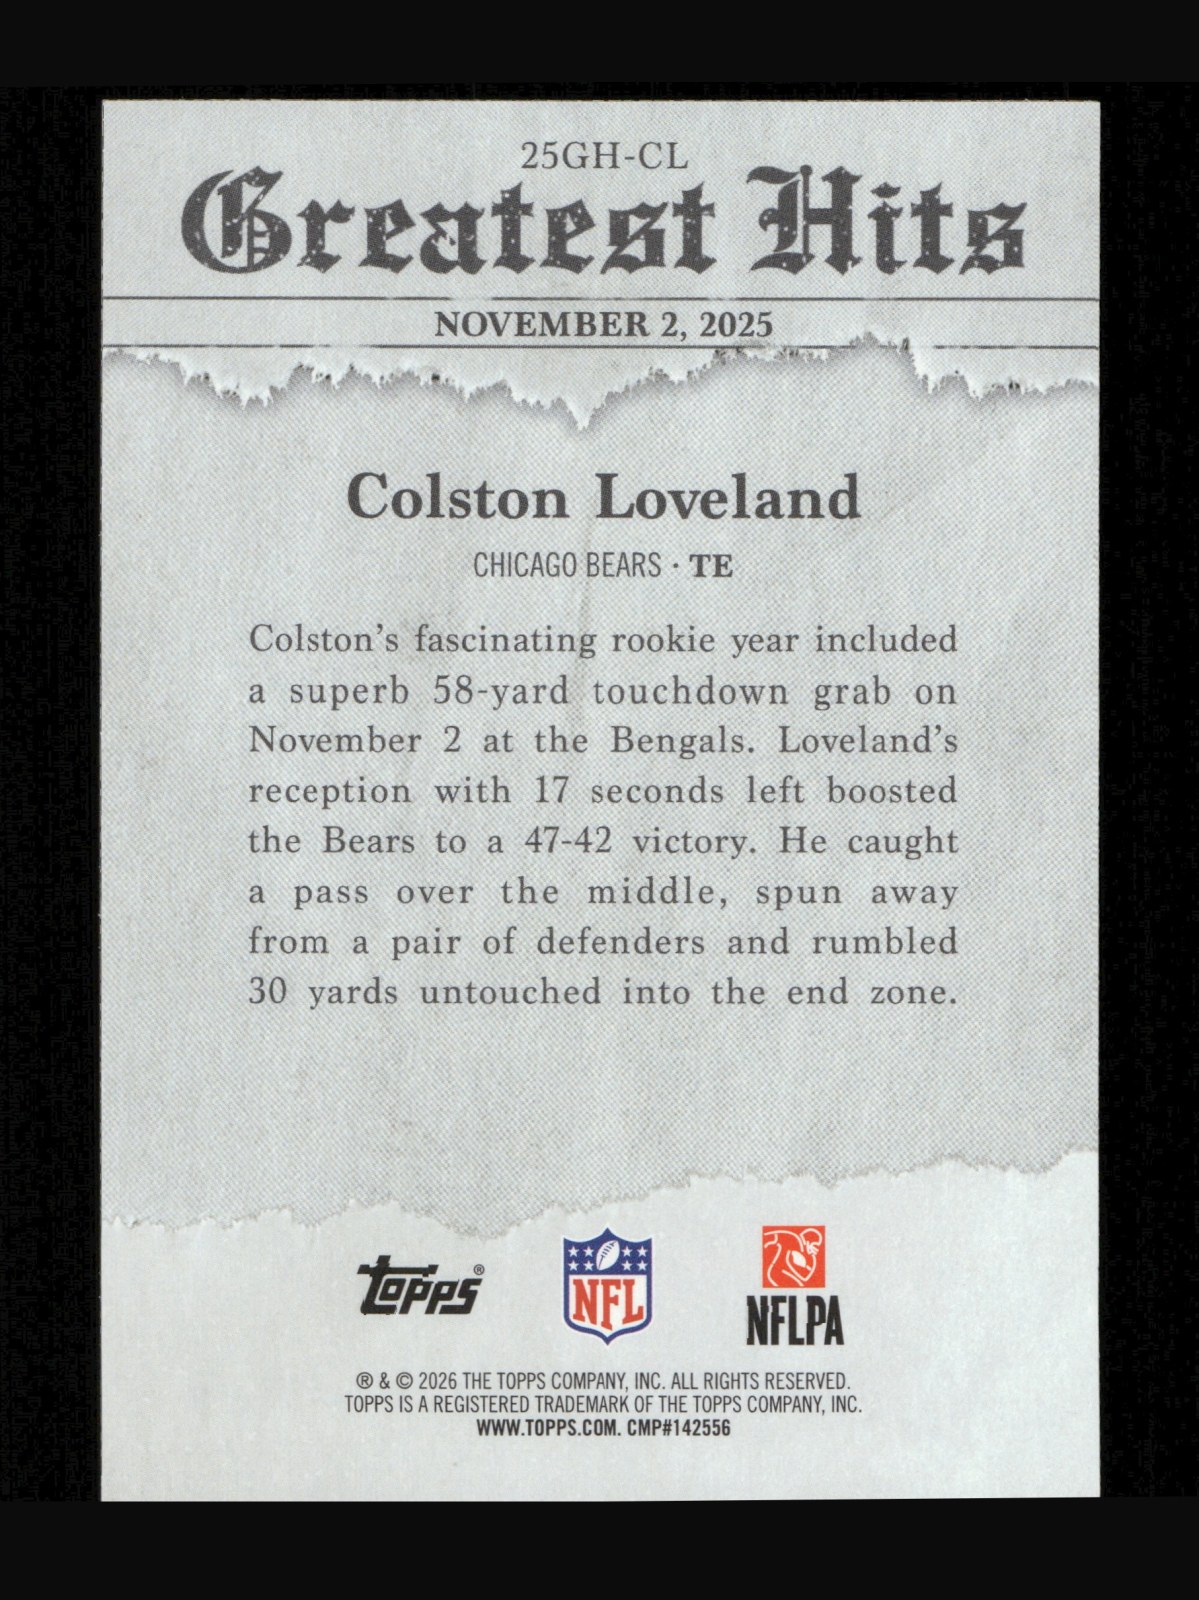 25GH-CL
Greatest Hits
NOVEMBER 2, 2025
Colston Loveland
CHICAGO BEARS · TE
Colston's fascinating rookie year included
a superb 58-yard touchdown grab on
November 2 at the Bengals. Loveland's
reception with 17 seconds left boosted
the Bears to a 47-42 victory. He caught
a pass over the middle, spun away
from a pair of defenders and rumbled
30 yards untouched into the end zone.
topps®
NFL
NFLPA
® & © 2026 THE TOPPS COMPANY, INC. ALL RIGHTS RESERVED.
TOPPS IS A REGISTERED TRADEMARK OF THE TOPPS COMPANY, INC.
WWW.TOPPS.COM. CMP#142556